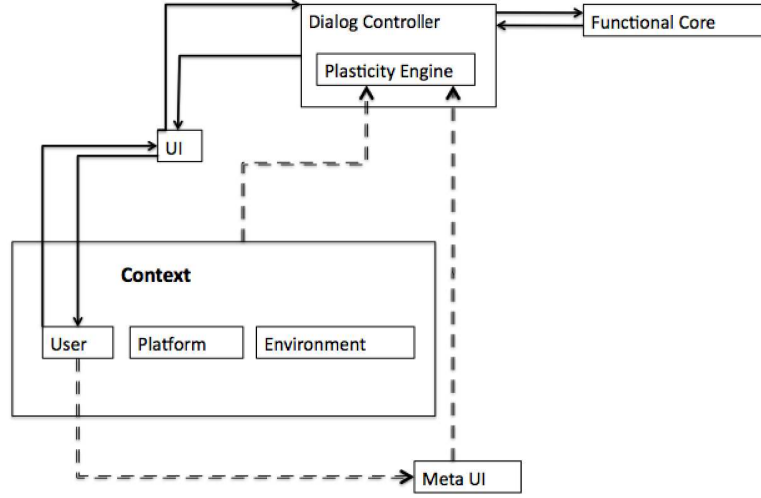 Dialog Controller
Functional Core
Plasticity Engine
UI
Context
User
Platform
Environment
Meta UI